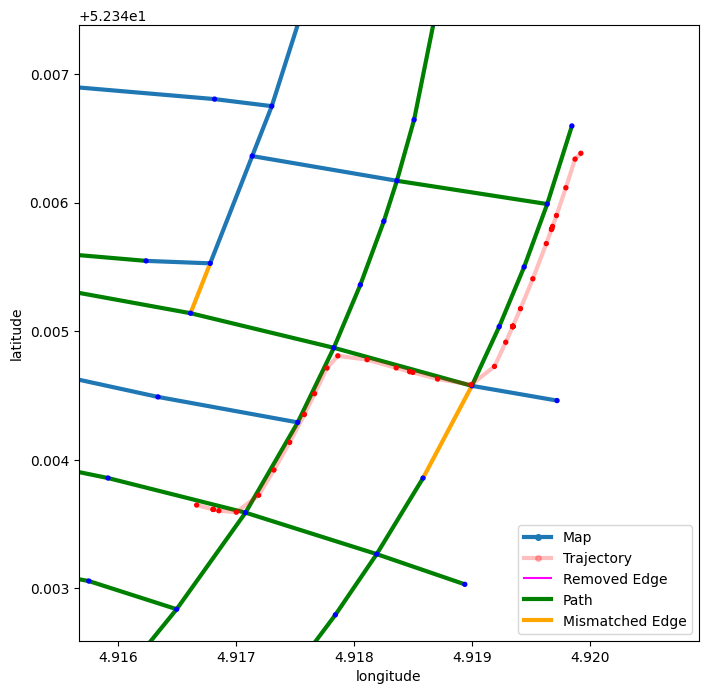 +5.234e1
0.007
0.006
0.005
0.004
0.003
latitude
4.916 4.917 4.918 4.919 4.920
longitude
Map
Trajectory
Removed Edge
Path
Mismatched Edge